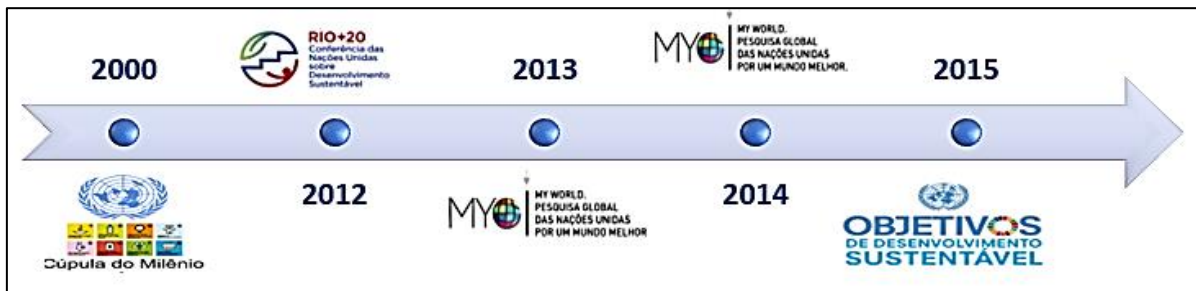 2000
RIO+20
Conferência das
Nações Unidas
sobre
Desenvolvimento
Sustentável
2013
MY
MY WORLD.
PESQUISA GLOBAL
DAS NAÇÕES UNIDAS
POR UM MUNDO MELHOR.
2015
Cúpula do Milênio
2012
MY
MY WORLD.
PESQUISA GLOBAL
DAS NAÇÕES UNIDAS
POR UM MUNDO MELHOR
2014
OBJETIVOS
DE DESENVOLVIMENTO
SUSTENTÁVEL